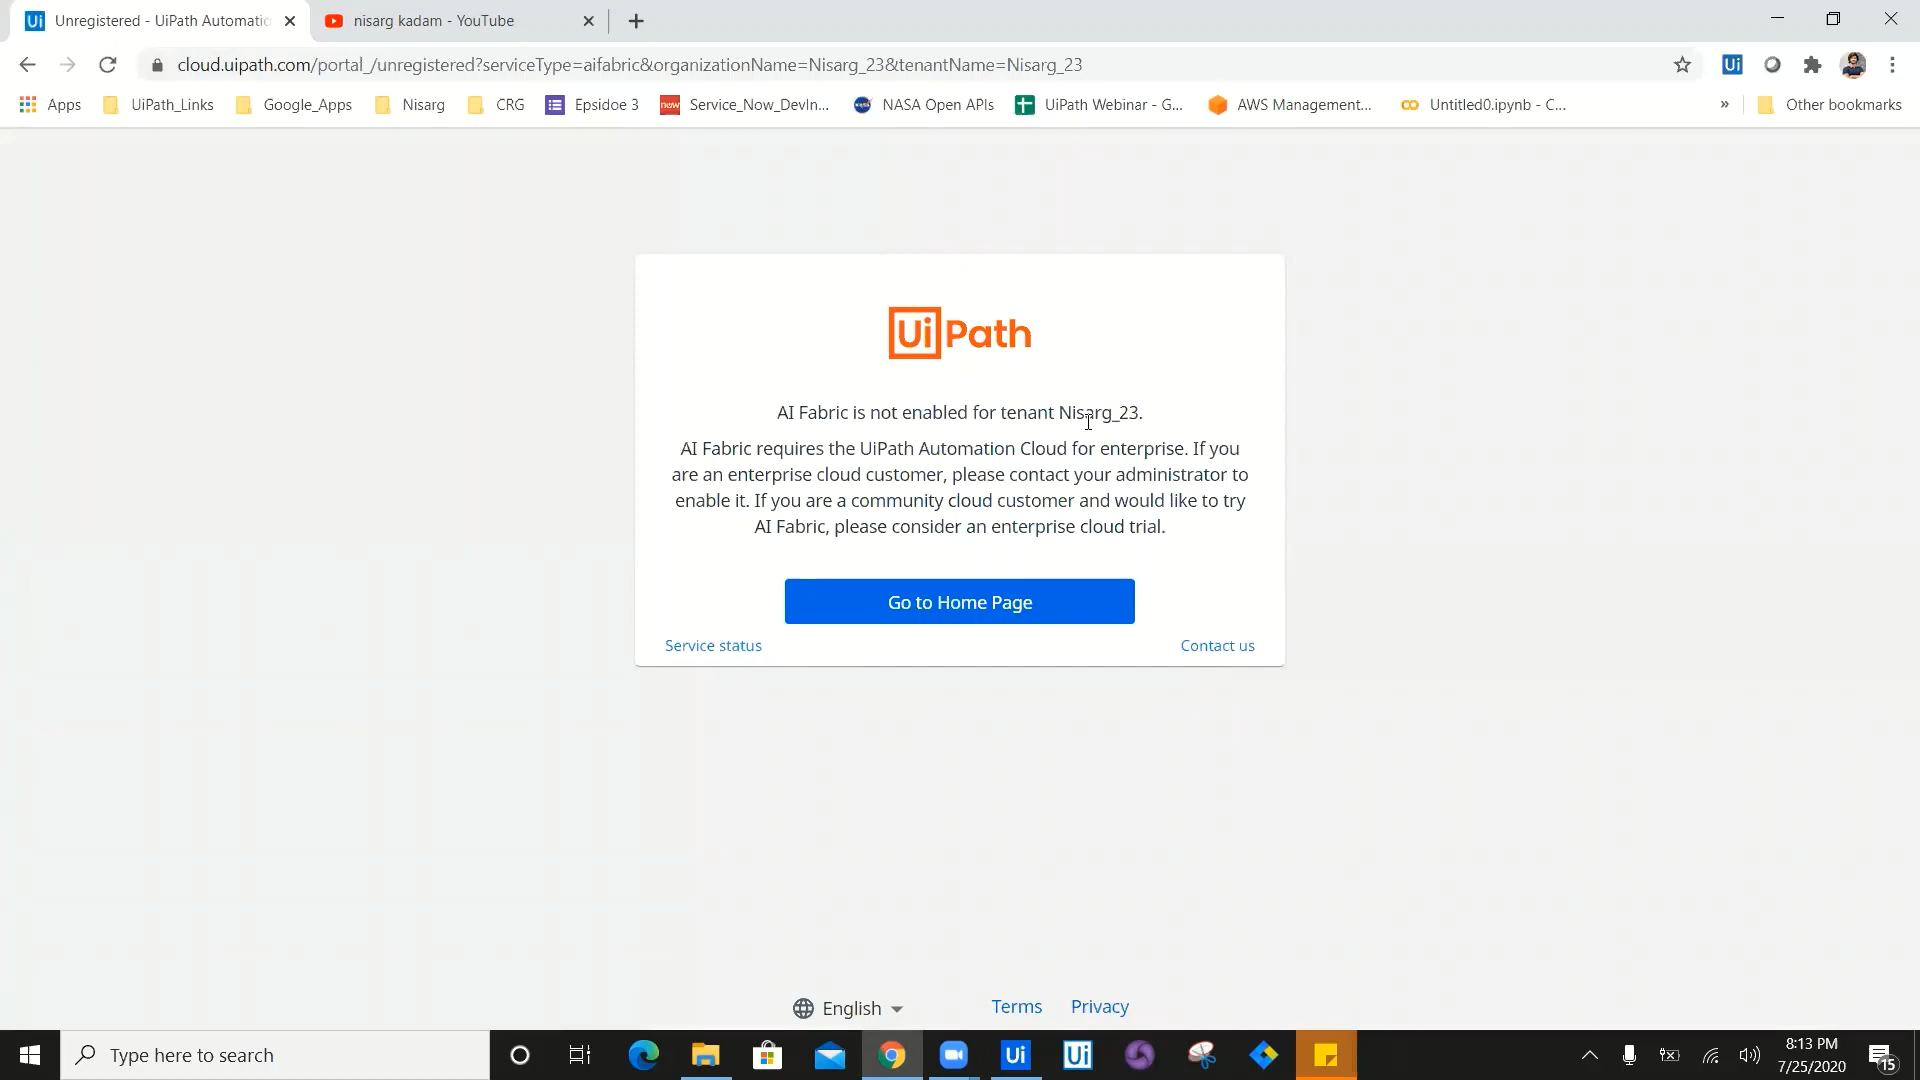 Unregistered - UiPath Automatic
nisarg kadam - YouTube
cloud.uipath.com/portal_/unregistered?serviceType=aifabric&organizationName=Nisarg_23&tenantName=Nisarg_23
Apps UiPath_Links Google_Apps Nisarg CRG Epsidoe 3 Service_Now_DevIn... NASA Open APIs UiPath Webinar - G... AWS Management... Untitled0.ipynb - C... » Other bookmarks
UiPath
AI Fabric is not enabled for tenant Nisarg_23.
AI Fabric requires the UiPath Automation Cloud for enterprise. If you
are an enterprise cloud customer, please contact your administrator to
enable it. If you are a community cloud customer and would like to try
AI Fabric, please consider an enterprise cloud trial.
Go to Home Page
Service status
Contact us
English
Terms
Privacy
Type here to search
8:13 PM
7/25/2020
15